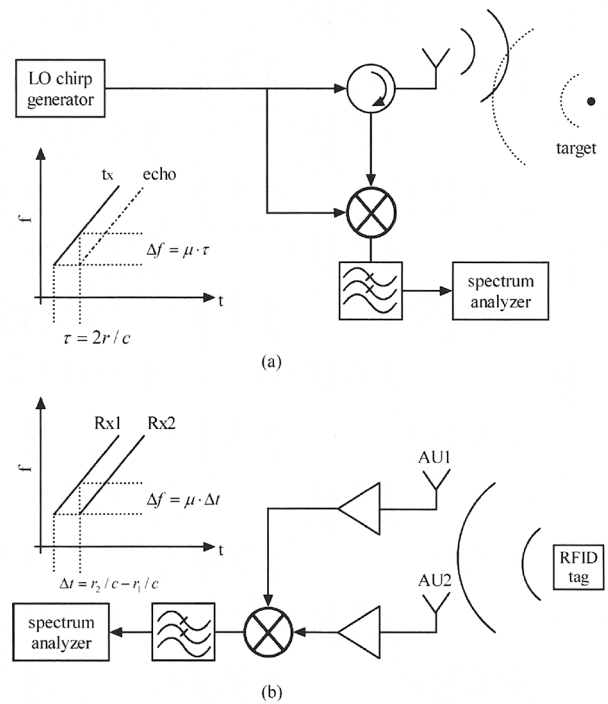 LO chirp
generator
target
tx
echo
f
Δf = μ · τ
t
τ = 2r / c
spectrum
analyzer
(a)
Rx1
Rx2
f
Δf = μ · Δt
t
Δt = r₂/c − r₁/c
AU1
AU2
RFID
tag
spectrum
analyzer
(b)